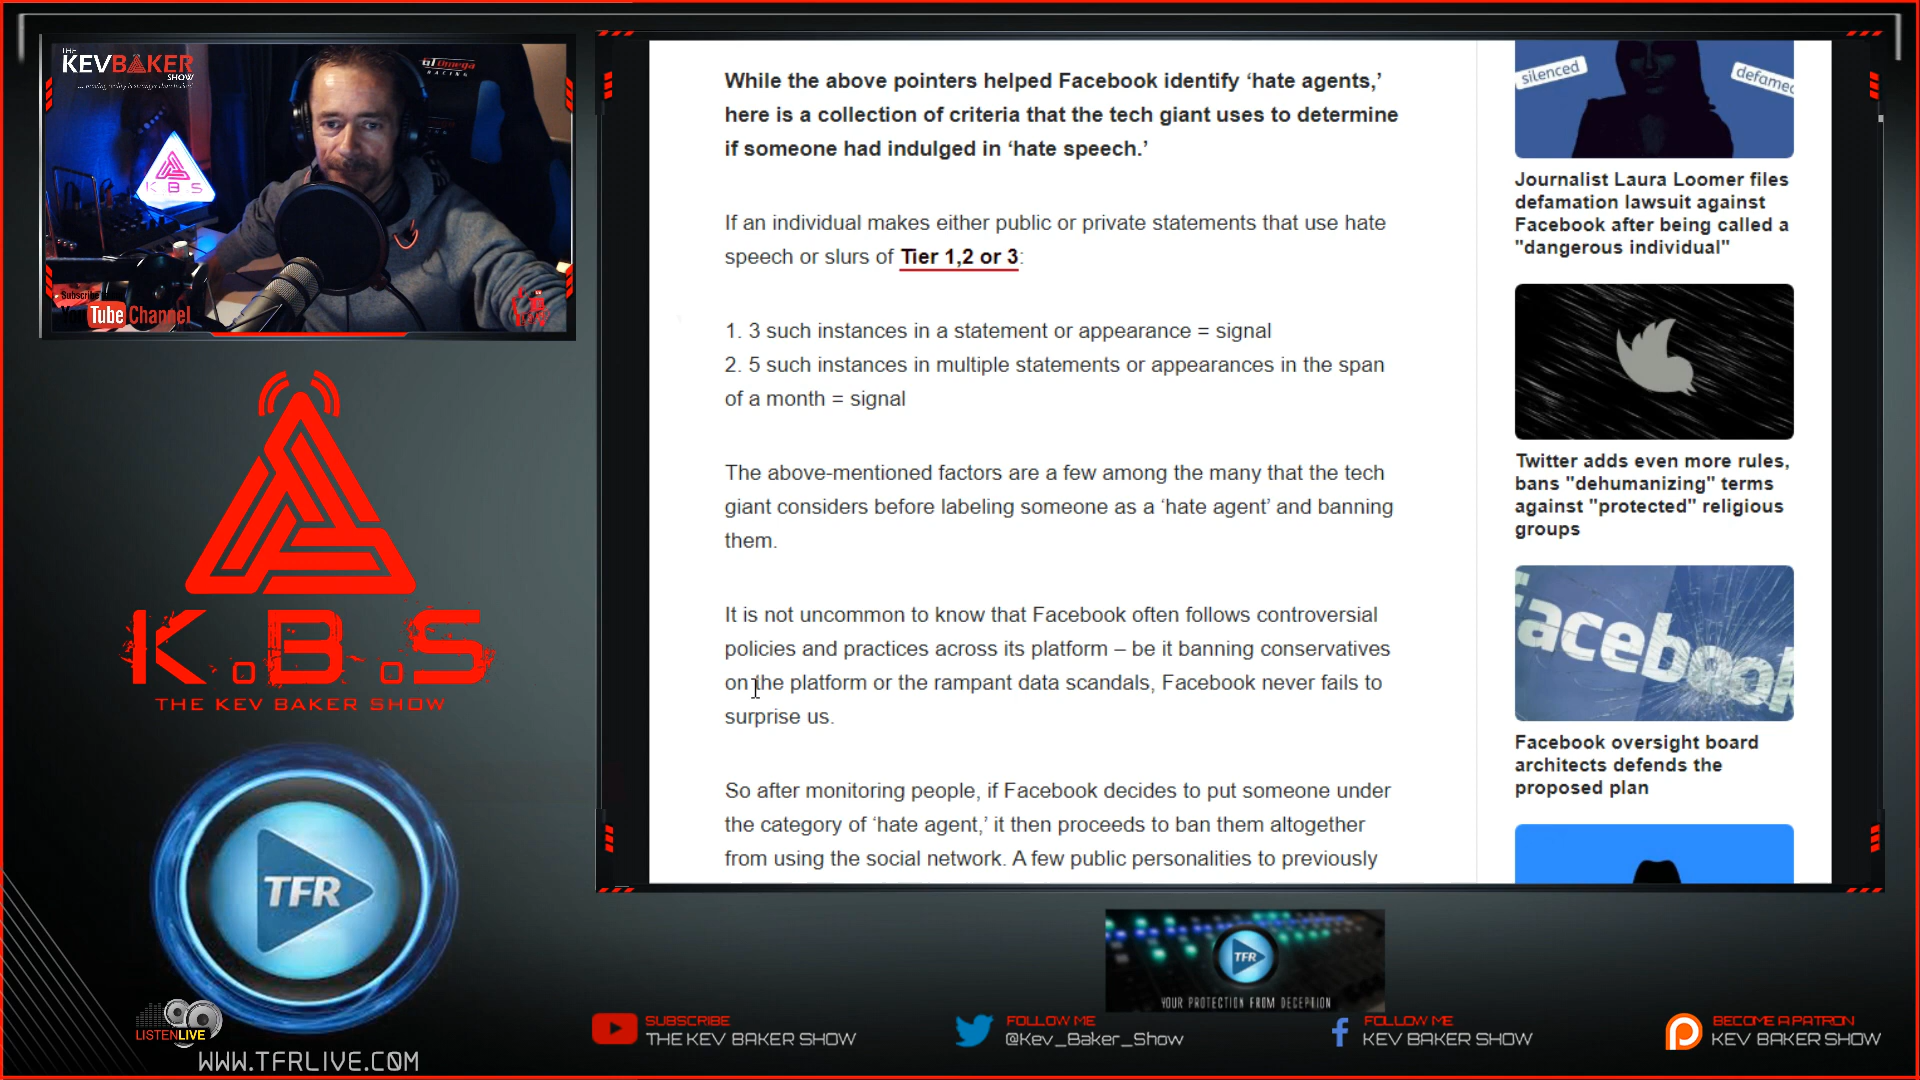 THE
KEVBAKER
SHOW
GTOmega
RACING
K.B.S
Subscribe
YouTube Channel
K.B.S
THE KEV BAKER SHOW
TFR
LISTENLIVE
WWW.TFRLIVE.COM
While the above pointers helped Facebook identify ‘hate agents,’
here is a collection of criteria that the tech giant uses to determine
if someone had indulged in ‘hate speech.’
If an individual makes either public or private statements that use hate
speech or slurs of Tier 1,2 or 3:
1. 3 such instances in a statement or appearance = signal
2. 5 such instances in multiple statements or appearances in the span
of a month = signal
The above-mentioned factors are a few among the many that the tech
giant considers before labeling someone as a ‘hate agent’ and banning
them.
It is not uncommon to know that Facebook often follows controversial
policies and practices across its platform – be it banning conservatives
on the platform or the rampant data scandals, Facebook never fails to
surprise us.
So after monitoring people, if Facebook decides to put someone under
the category of ‘hate agent,’ it then proceeds to ban them altogether
from using the social network. A few public personalities to previously
silenced
defamed
Journalist Laura Loomer files
defamation lawsuit against
Facebook after being called a
"dangerous individual"
Twitter adds even more rules,
bans "dehumanizing" terms
against "protected" religious
groups
facebook
Facebook oversight board
architects defends the
proposed plan
TFR
YOUR PROTECTION FROM DECEPTION
SUBSCRIBE
THE KEV BAKER SHOW
FOLLOW ME
@Kev_Baker_Show
FOLLOW ME
KEV BAKER SHOW
BECOME A PATRON
KEV BAKER SHOW